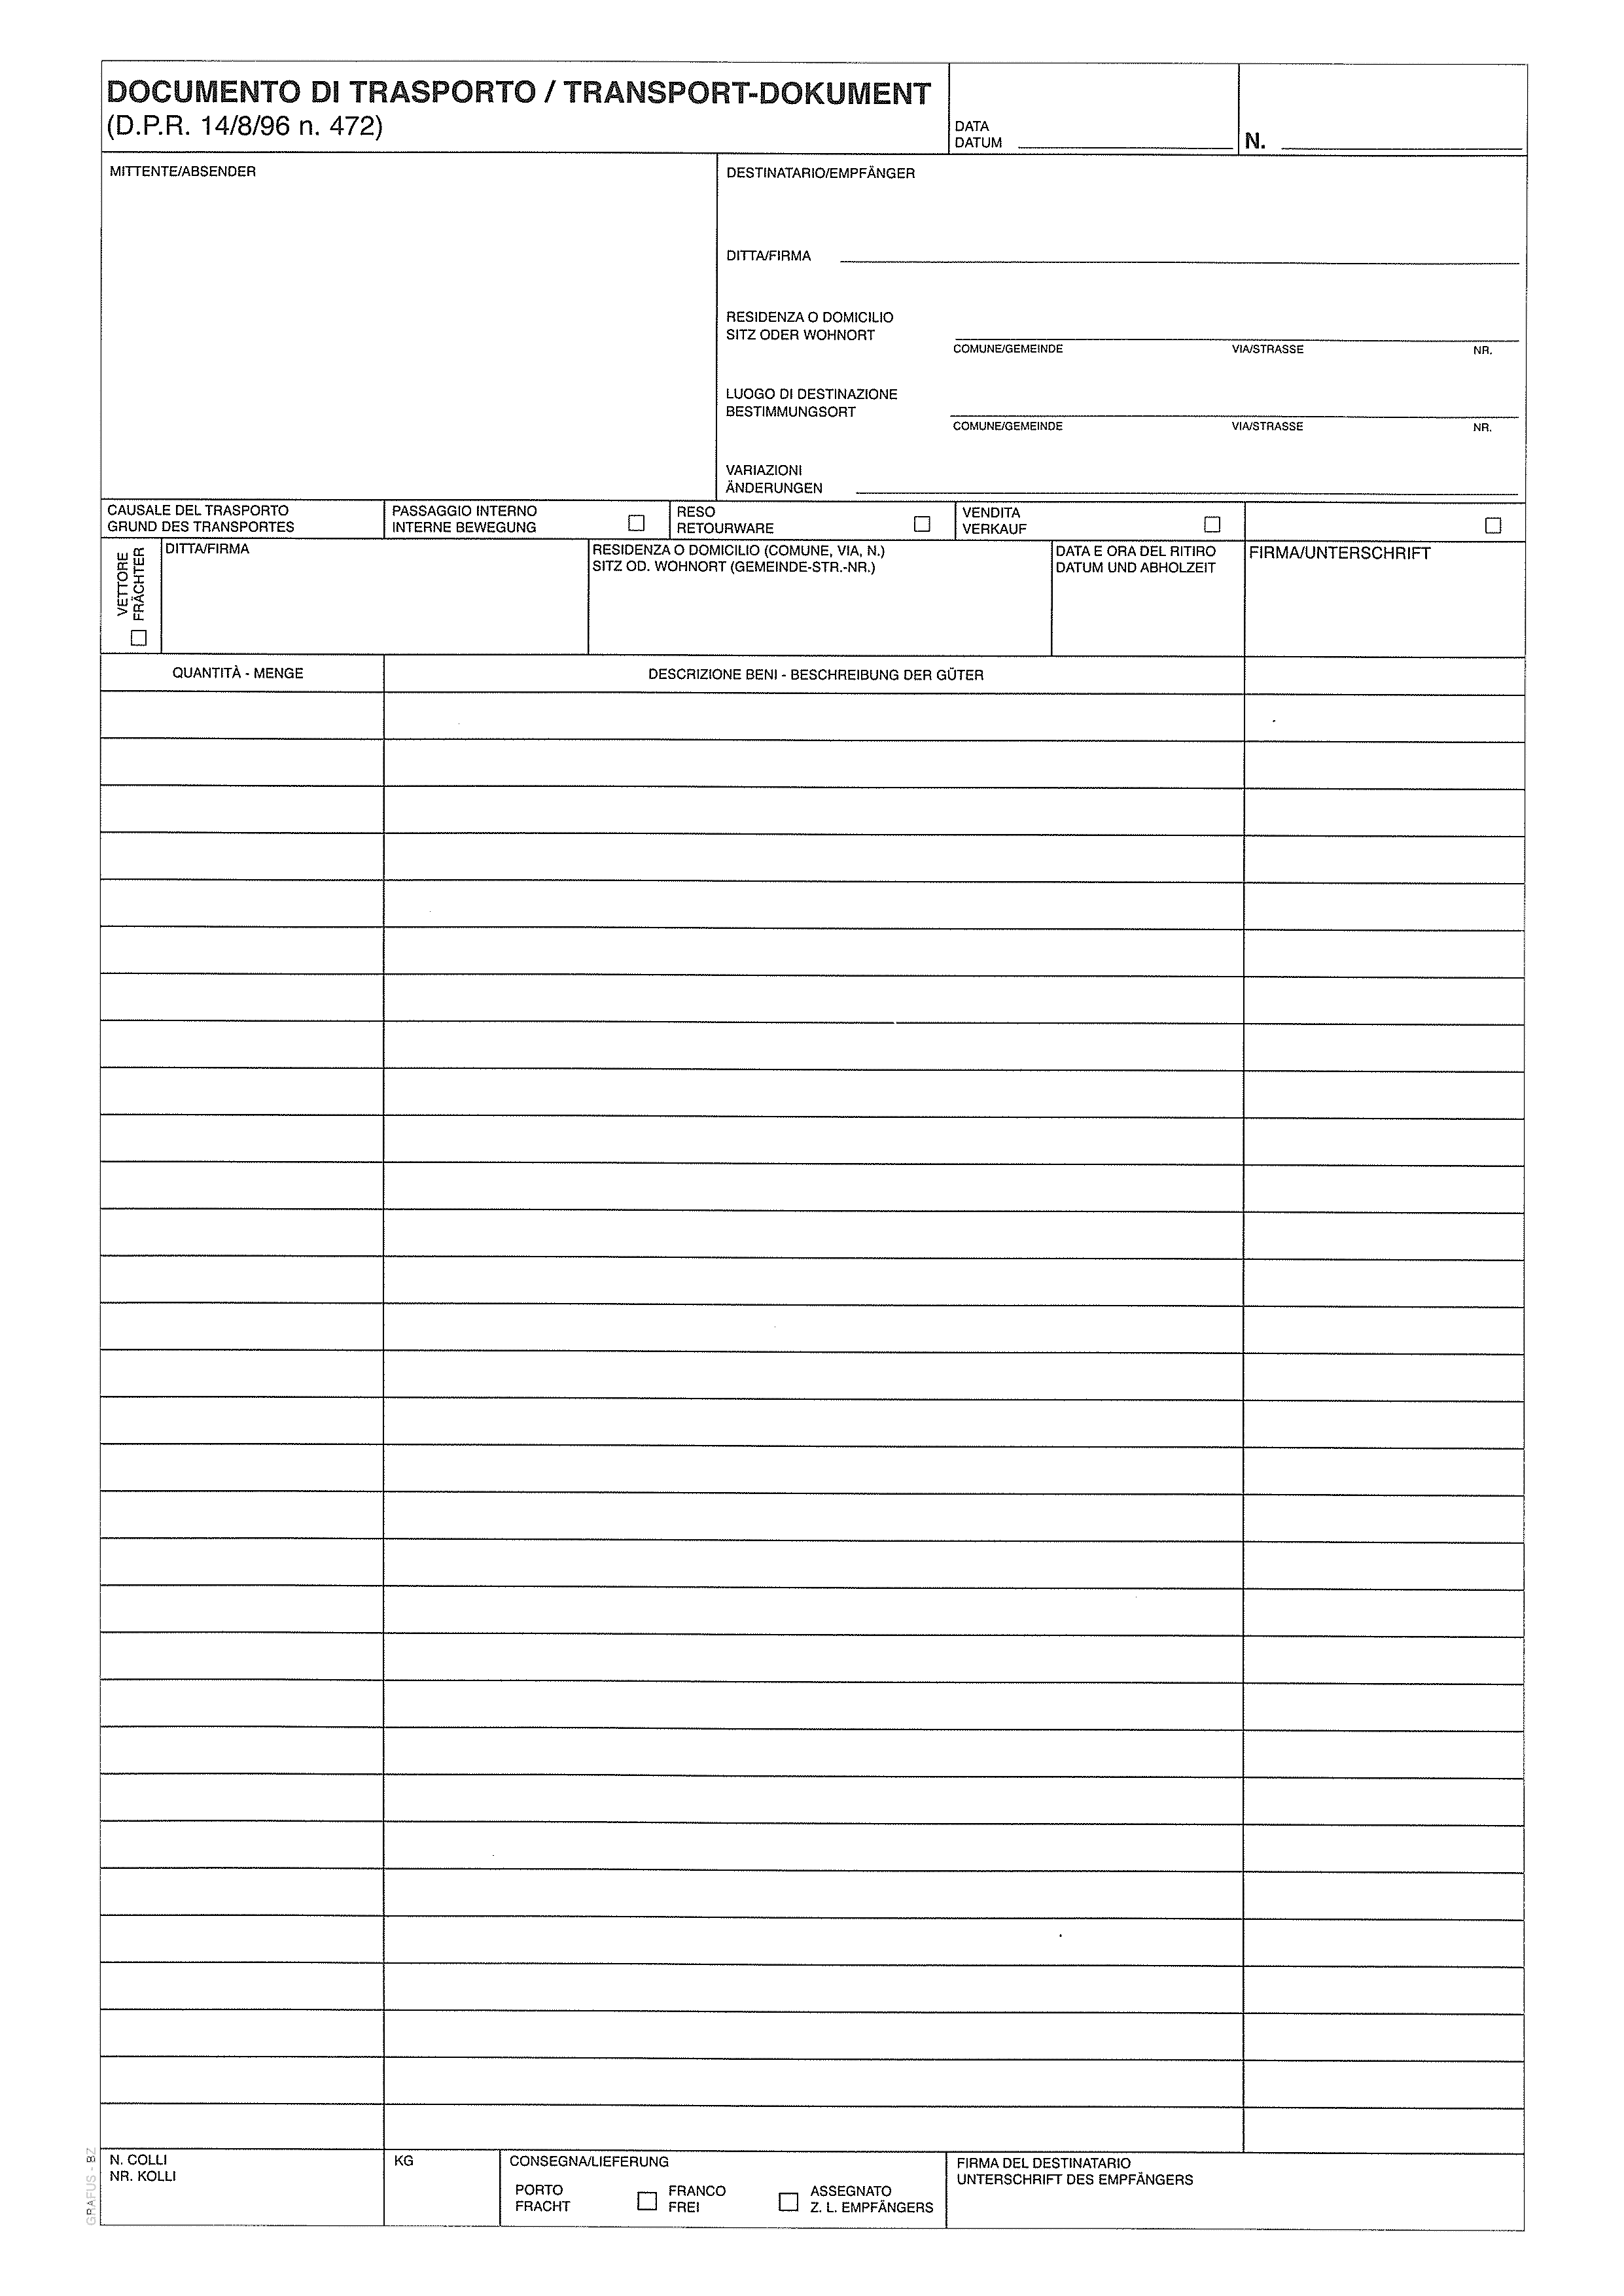 DOCUMENTO DI TRASPORTO / TRANSPORT-DOKUMENT
(D.P.R. 14/8/96 n. 472)
DATA
DATUM
N.
MITTENTE/ABSENDER
DESTINATARIO/EMPFÄNGER
DITTA/FIRMA
RESIDENZA O DOMICILIO
SITZ ODER WOHNORT
COMUNE/GEMEINDE VIA/STRASSE NR.
LUOGO DI DESTINAZIONE
BESTIMMUNGSORT
COMUNE/GEMEINDE VIA/STRASSE NR.
VARIAZIONI
ÄNDERUNGEN
CAUSALE DEL TRASPORTO
GRUND DES TRANSPORTES
PASSAGGIO INTERNO
INTERNE BEWEGUNG
RESO
RETOURWARE
VENDITA
VERKAUF
VETTORE
FRÄCHTER
DITTA/FIRMA
RESIDENZA O DOMICILIO (COMUNE, VIA, N.)
SITZ OD. WOHNORT (GEMEINDE-STR.-NR.)
DATA E ORA DEL RITIRO
DATUM UND ABHOLZEIT
FIRMA/UNTERSCHRIFT
QUANTITÀ - MENGE
DESCRIZIONE BENI - BESCHREIBUNG DER GÜTER
N. COLLI
NR. KOLLI
KG
CONSEGNA/LIEFERUNG
PORTO
FRACHT
FRANCO
FREI
ASSEGNATO
Z. L. EMPFÄNGERS
FIRMA DEL DESTINATARIO
UNTERSCHRIFT DES EMPFÄNGERS
GRAFUS - BZ